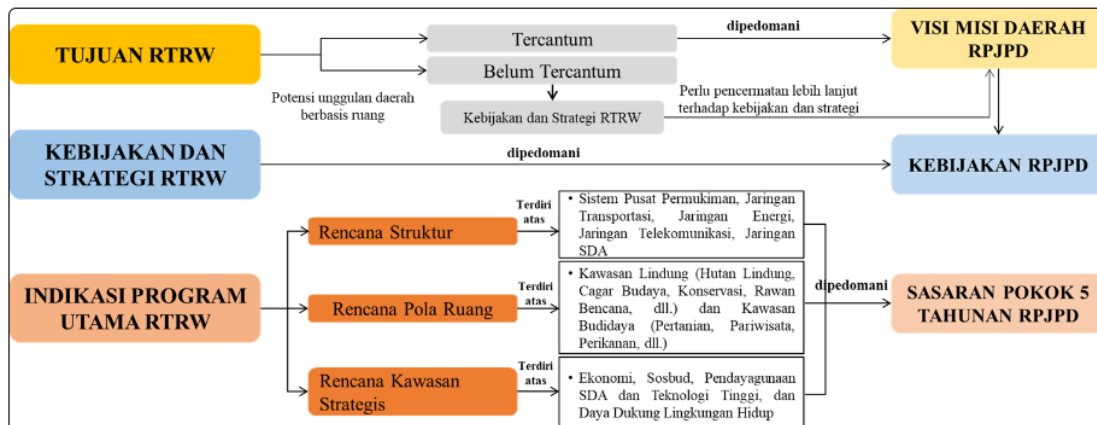 TUJUAN RTRW
Potensi unggulan daerah
berbasis ruang
Tercantum
Belum Tercantum
Kebijakan dan Strategi RTRW
dipedomani
Perlu pencermatan lebih lanjut
terhadap kebijakan dan strategi
VISI MISI DAERAH
RPJPD
KEBIJAKAN DAN
STRATEGI RTRW
dipedomani
KEBIJAKAN RPJPD
INDIKASI PROGRAM
UTAMA RTRW
Rencana Struktur
Terdiri
atas
• Sistem Pusat Permukiman, Jaringan
Transportasi, Jaringan Energi,
Jaringan Telekomunikasi, Jaringan
SDA
Rencana Pola Ruang
Terdiri
atas
• Kawasan Lindung (Hutan Lindung,
Cagar Budaya, Konservasi, Rawan
Bencana, dll.) dan Kawasan
Budidaya (Pertanian, Pariwisata,
Perikanan, dll.)
Rencana Kawasan
Strategis
Terdiri
atas
• Ekonomi, Sosbud, Pendayagunaan
SDA dan Teknologi Tinggi, dan
Daya Dukung Lingkungan Hidup
dipedomani
SASARAN POKOK 5
TAHUNAN RPJPD